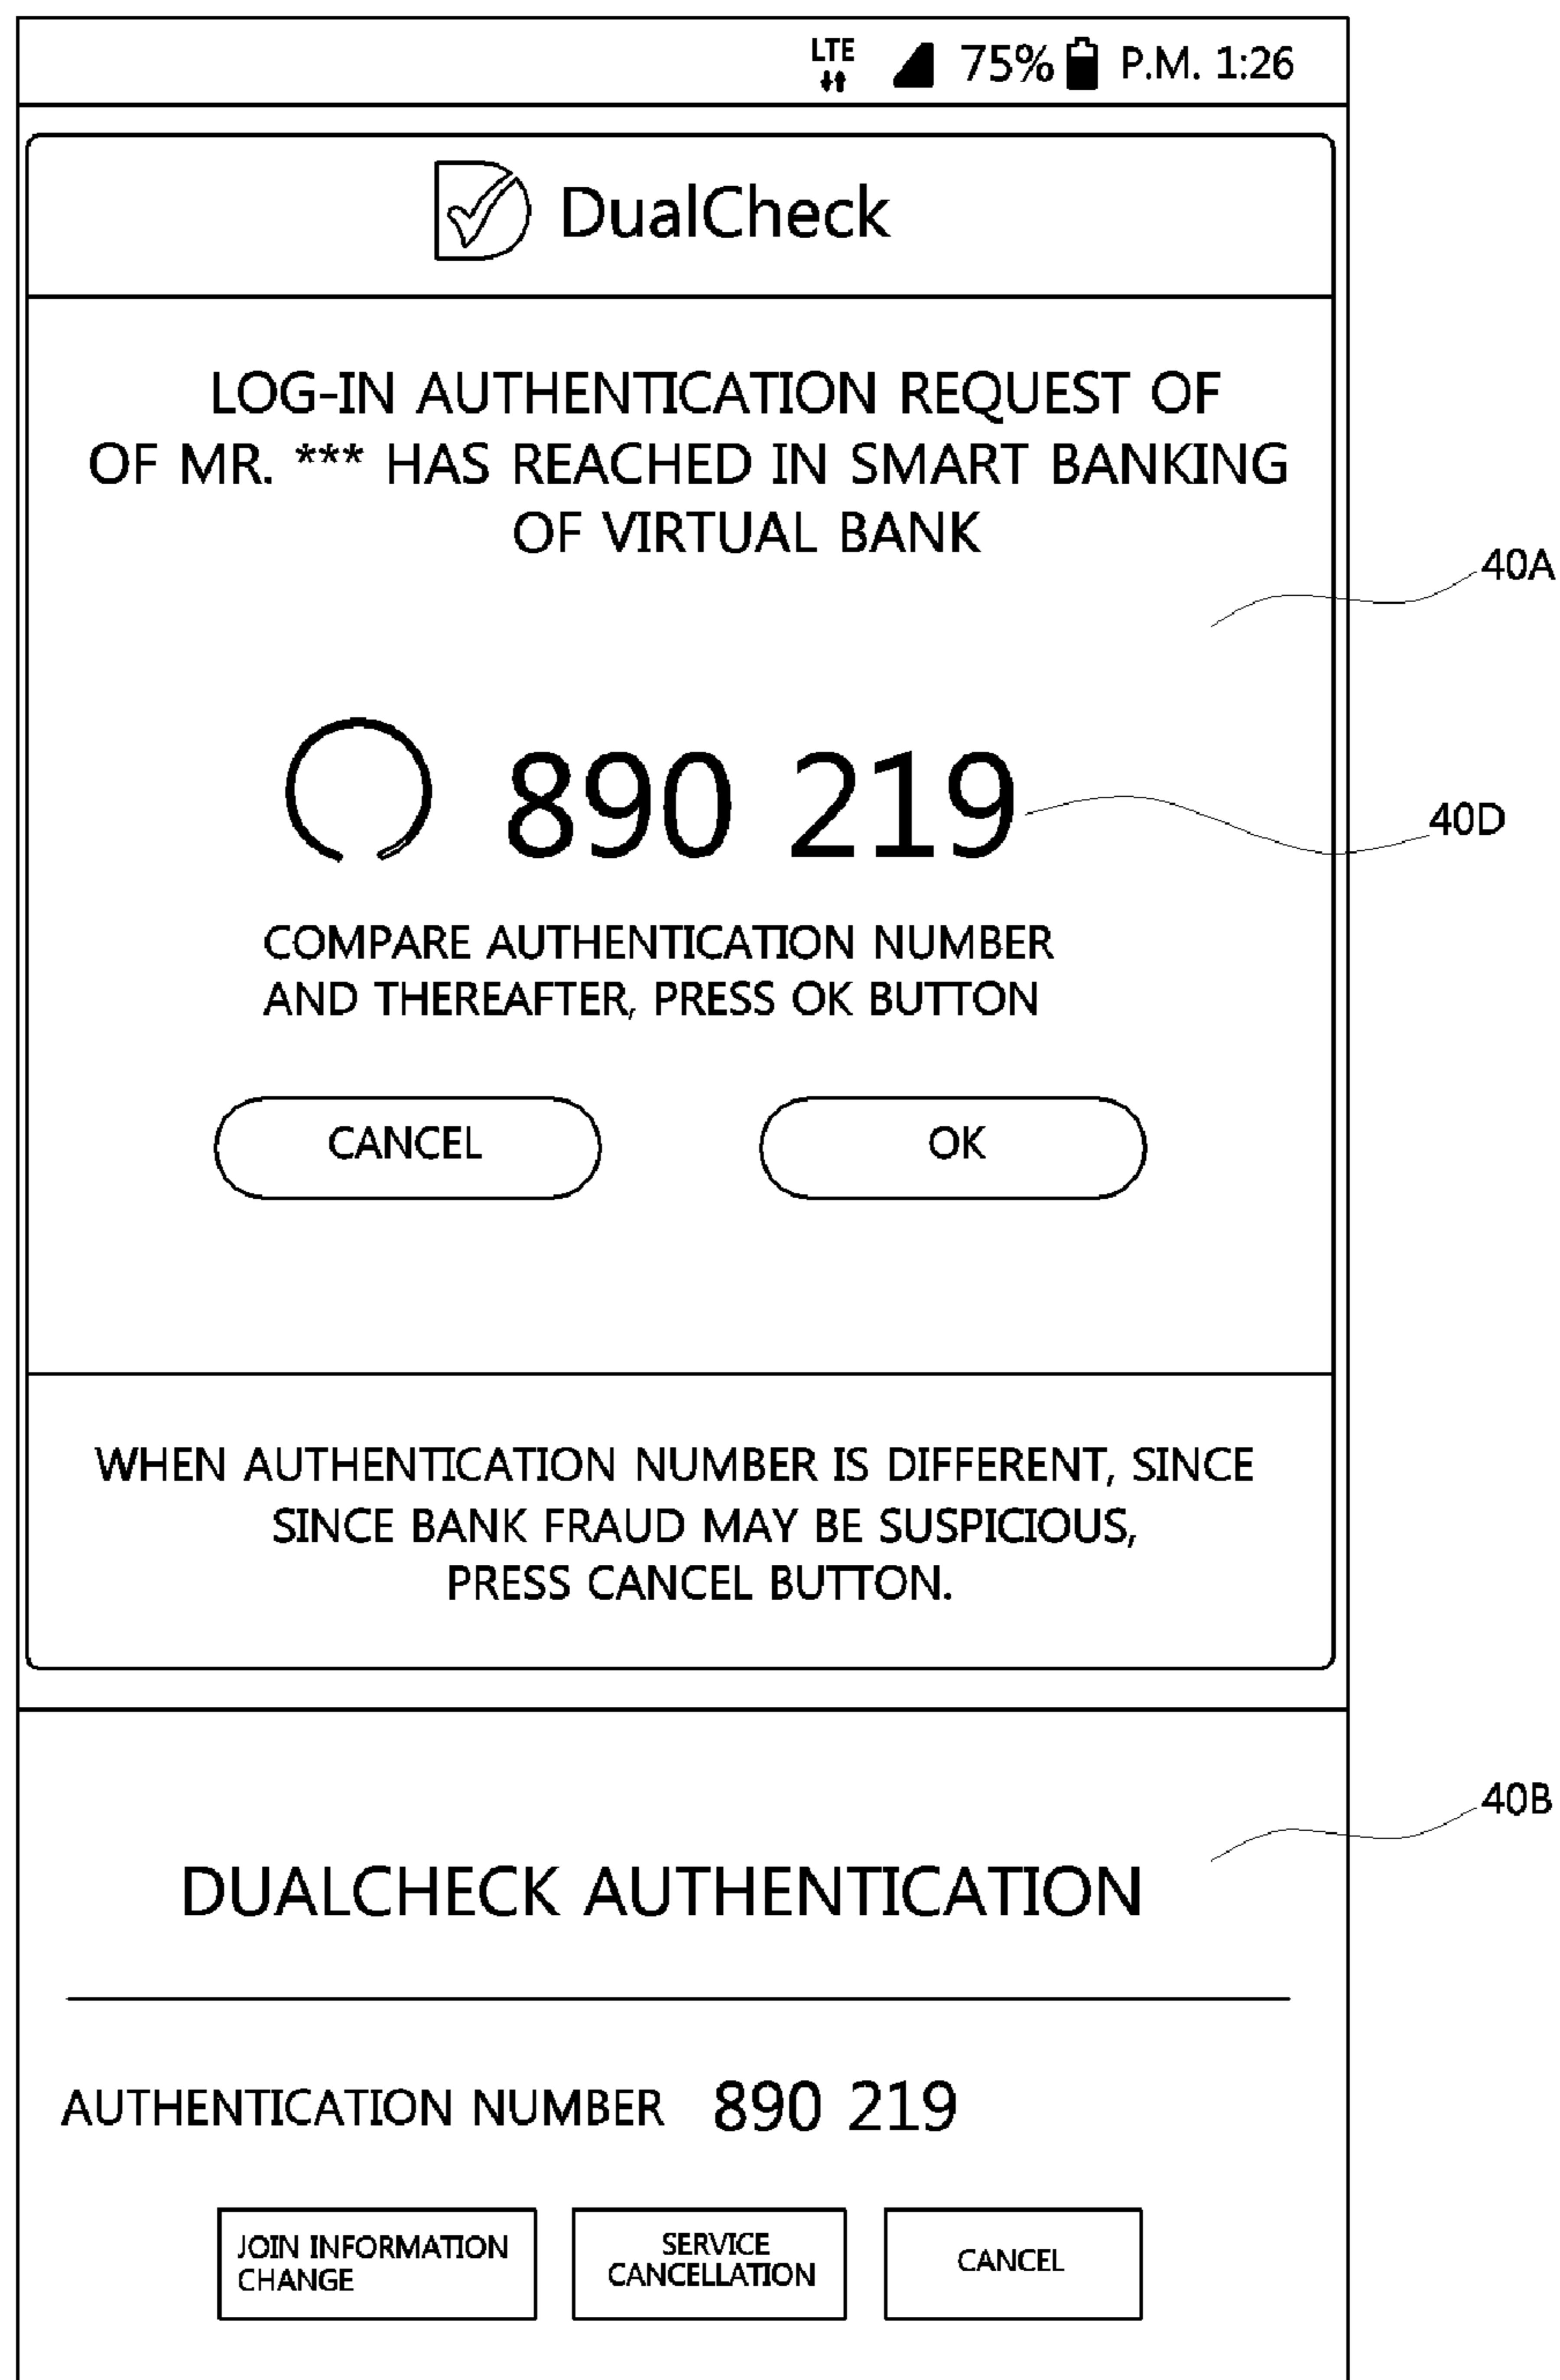 LTE 75% P.M. 1:26
DualCheck
LOG-IN AUTHENTICATION REQUEST OF
OF MR. *** HAS REACHED IN SMART BANKING
OF VIRTUAL BANK
40A
890 219
40D
COMPARE AUTHENTICATION NUMBER
AND THEREAFTER, PRESS OK BUTTON
CANCEL OK
WHEN AUTHENTICATION NUMBER IS DIFFERENT, SINCE
SINCE BANK FRAUD MAY BE SUSPICIOUS,
PRESS CANCEL BUTTON.
40B
DUALCHECK AUTHENTICATION
AUTHENTICATION NUMBER 890 219
JOIN INFORMATION
CHANGE
SERVICE
CANCELLATION
CANCEL